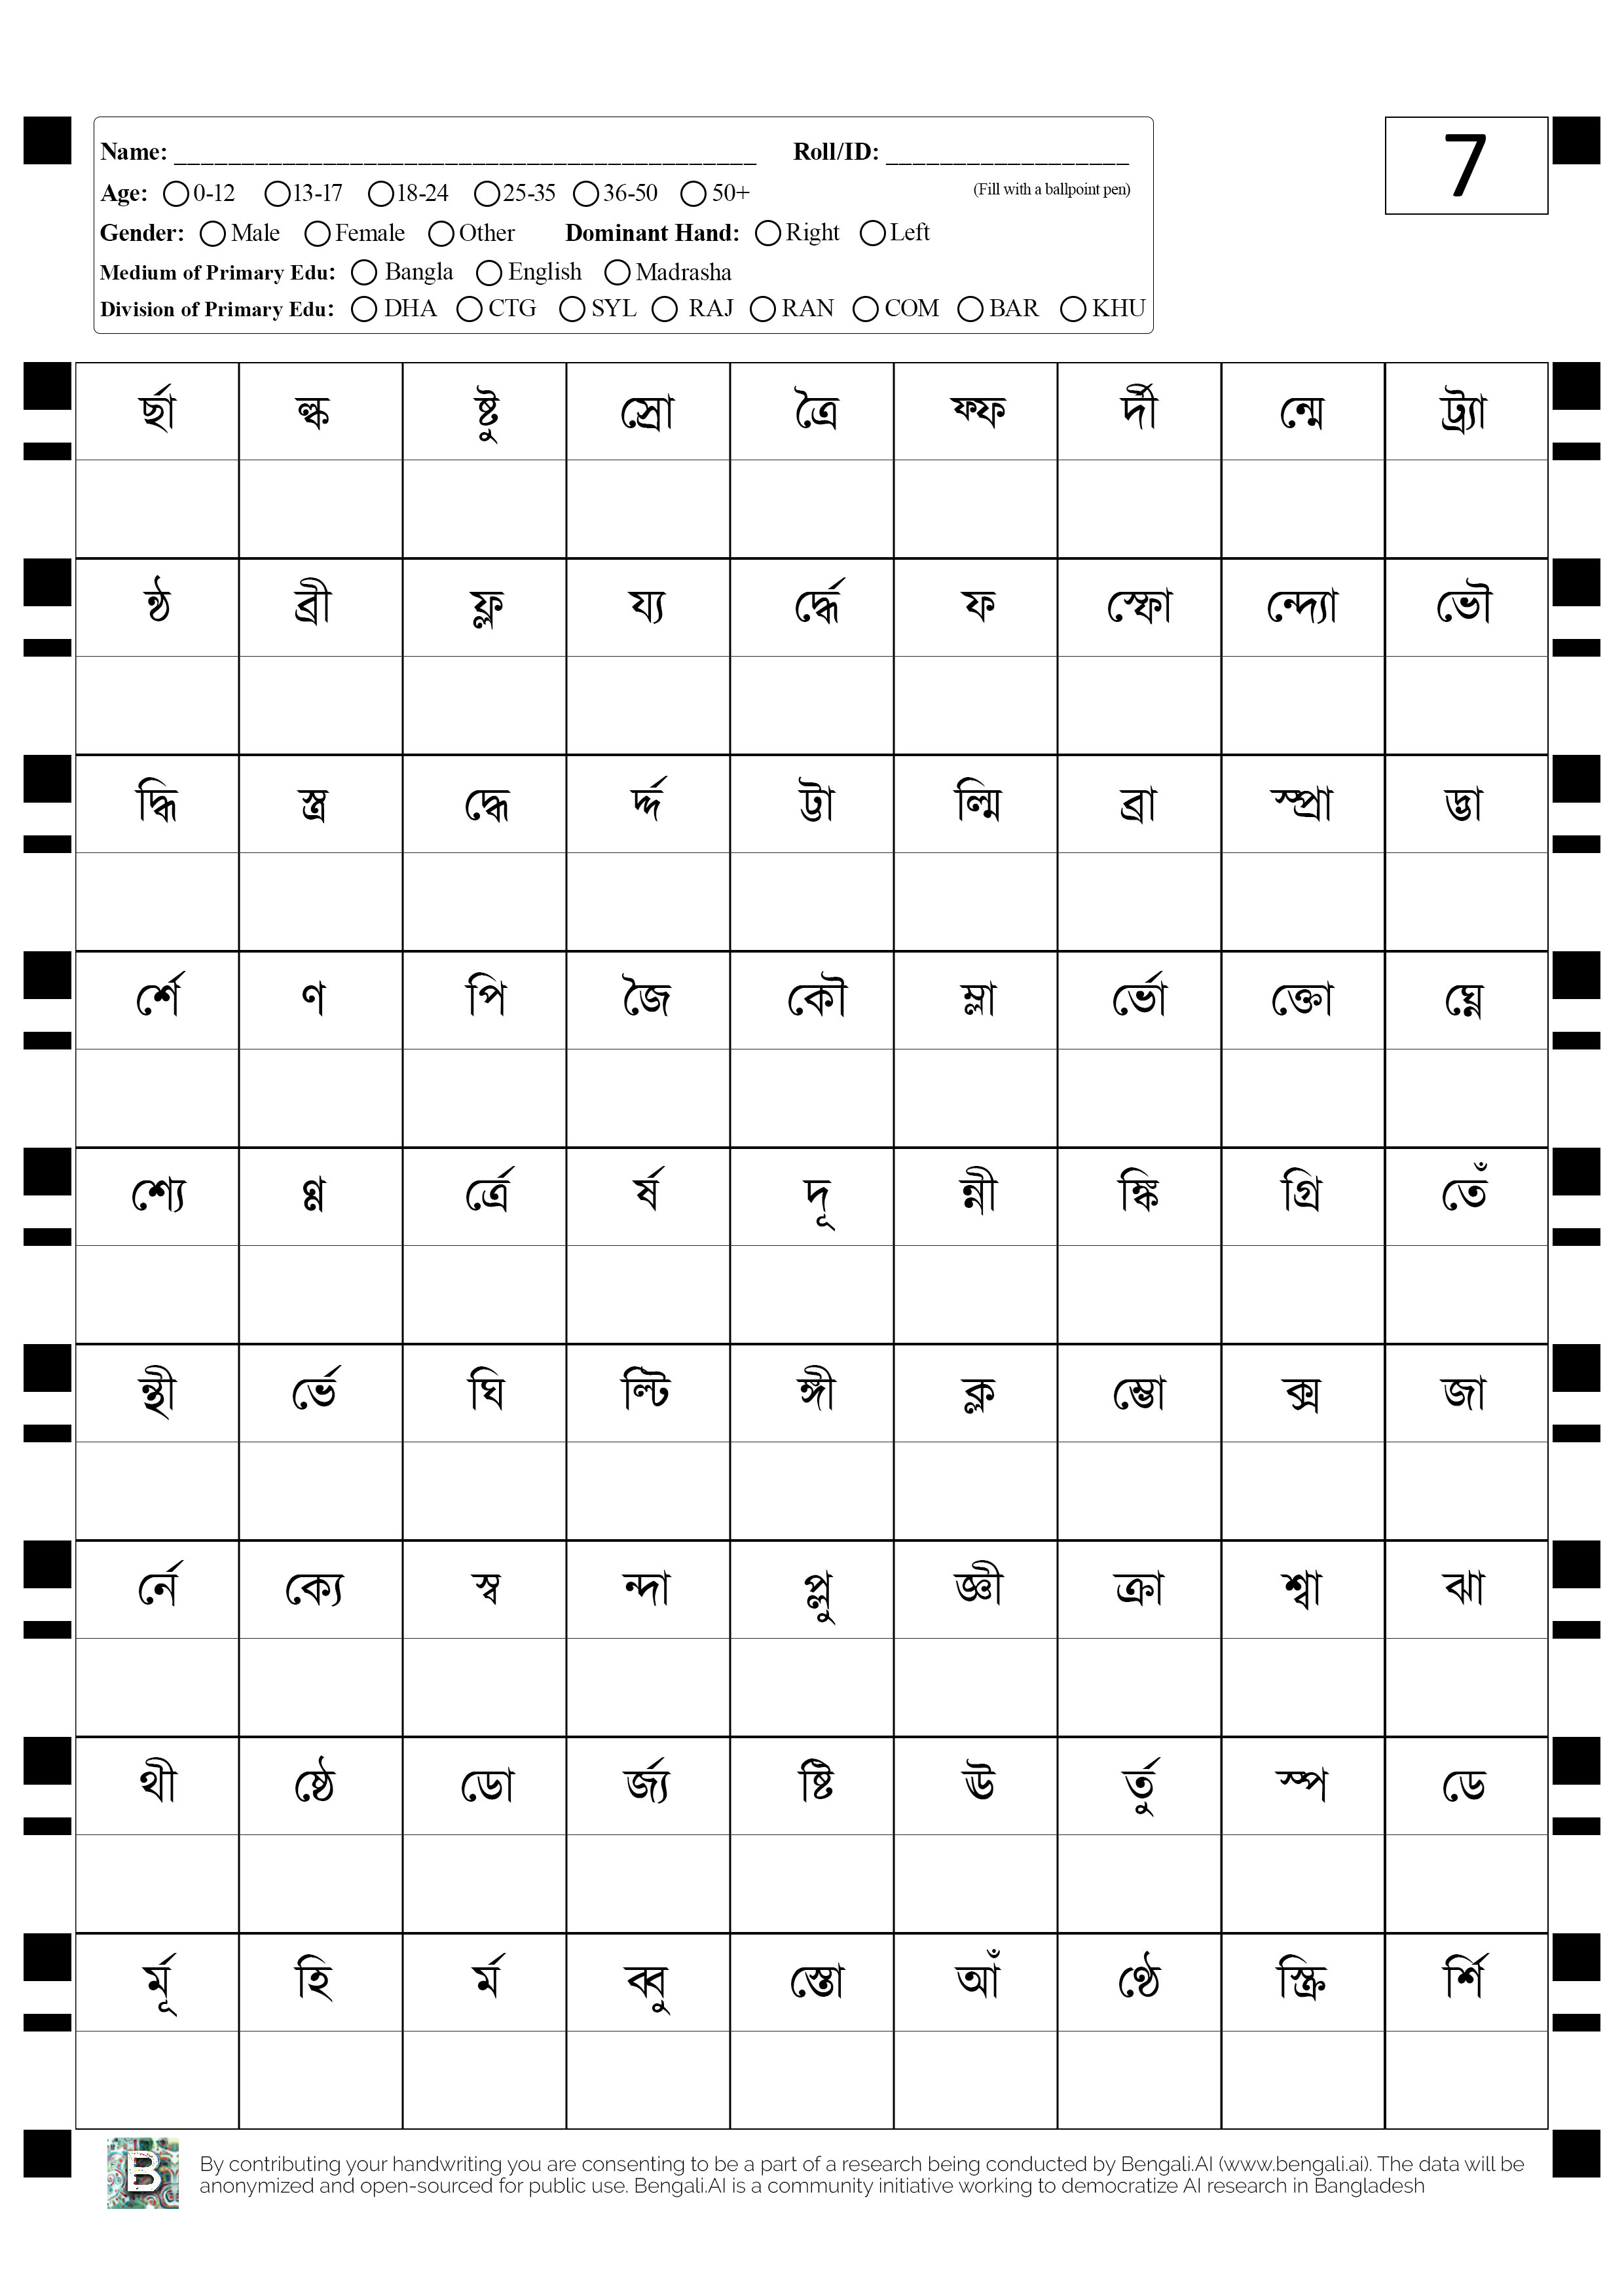 Name: ___________________________________________ Roll/ID: __________________
7
Age: 0-12 13-17 18-24 25-35 36-50 50+ (Fill with a ballpoint pen)
Gender: Male Female Other Dominant Hand: Right Left
Medium of Primary Edu: Bangla English Madrasha
Division of Primary Edu: DHA CTG SYL RAJ RAN COM BAR KHU
র্ছা ল্ক ষ্টু স্রো ত্রৈ ফ্ফ র্দী ন্মে ট্র্যা
ন্ঠ ব্রী ফ্ল য্য র্দ্ধে ফ স্ফো ন্দ্যো ভৌ
দ্ধি স্ত্র দ্ধে র্দ্দ ট্টা ল্মি ব্রা স্প্রা দ্ভা
র্শে ণ পি জৈ কৌ ম্লা র্ভো ক্তো ঘ্নে
শ্যে ণ্ণ র্ত্রে র্ষ দূ ন্নী ঙ্কি গ্রি তেঁ
ন্থী র্ভে ঘি ল্টি ঙ্গী ক্ল ম্ভো ক্স জা
র্নে ক্যে স্ব ন্দা প্লু জ্ঞী ক্রা শ্বা ঝা
থী ষ্ঠে ডো র্জ্য ষ্টি ঊ র্তু স্প ডে
র্মূ হি র্ম ব্বু স্তো আঁ ণ্ঠে স্ক্রি র্শি
By contributing your handwriting you are consenting to be a part of a research being conducted by Bengali.AI (www.bengali.ai). The data will be
anonymized and open-sourced for public use. Bengali.AI is a community initiative working to democratize AI research in Bangladesh
B